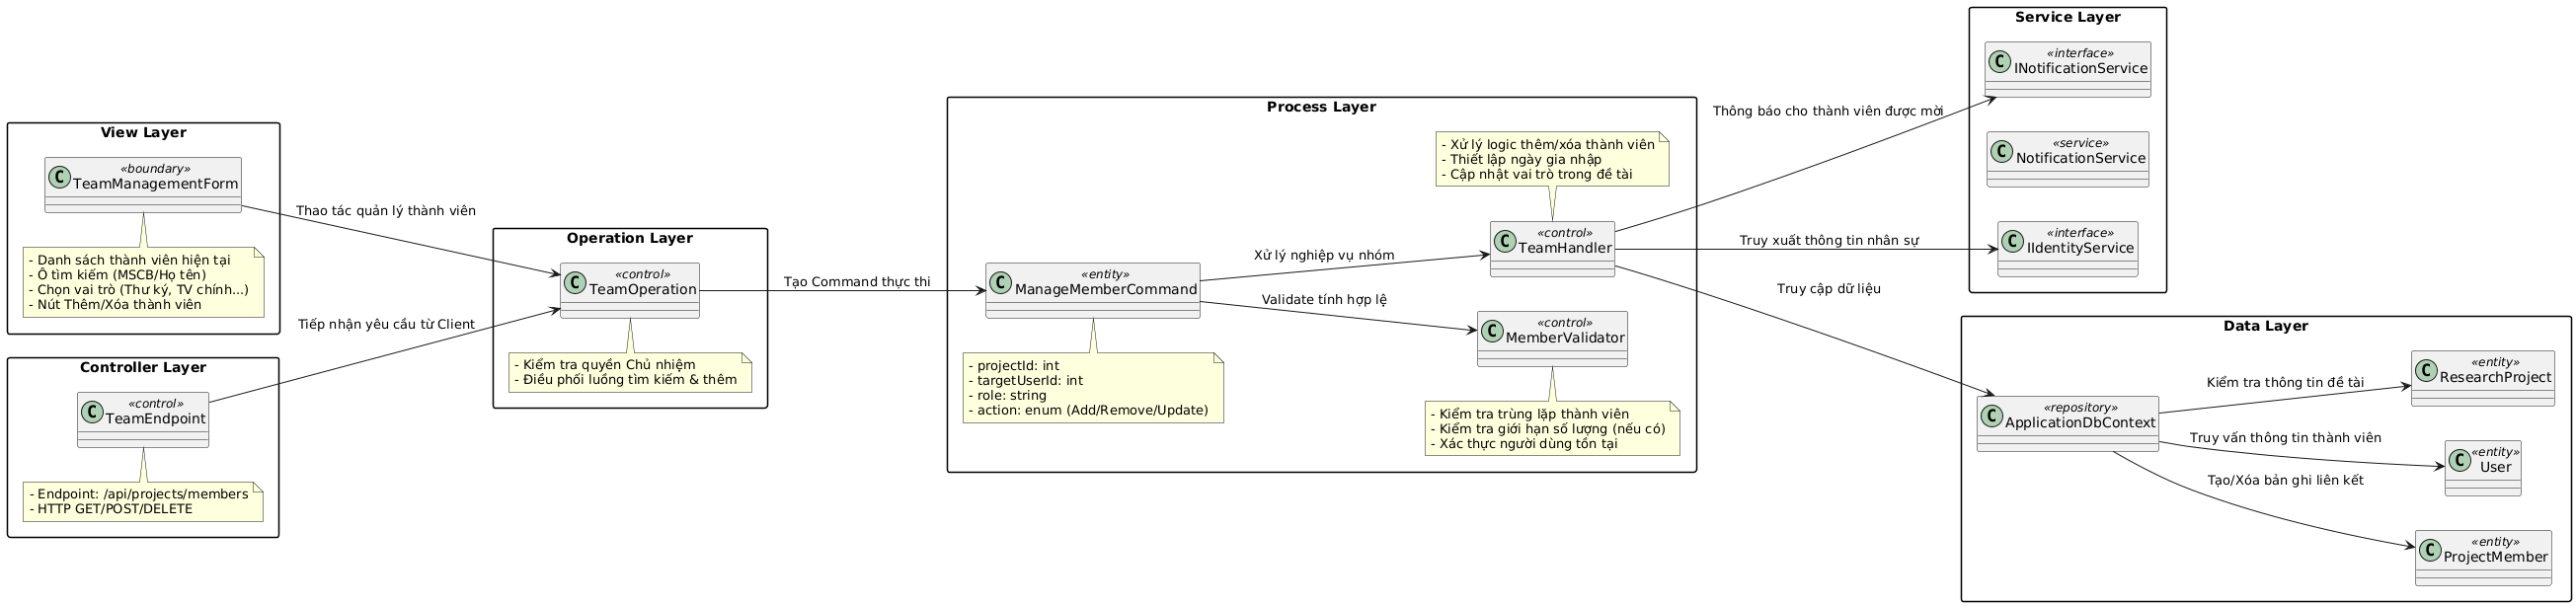 View Layer
C
«boundary»
TeamManagementForm
- Danh sách thành viên hiện tại
- Ô tìm kiếm (MSCB/Họ tên)
- Chọn vai trò (Thư ký, TV chính...)
- Nút Thêm/Xóa thành viên
Controller Layer
C
«control»
TeamEndpoint
- Endpoint: /api/projects/members
- HTTP GET/POST/DELETE
Thao tác quản lý thành viên
Tiếp nhận yêu cầu từ Client
Operation Layer
C
«control»
TeamOperation
- Kiểm tra quyền Chủ nhiệm
- Điều phối luồng tìm kiếm & thêm
Tạo Command thực thi
Process Layer
C
«entity»
ManageMemberCommand
- projectId: int
- targetUserId: int
- role: string
- action: enum (Add/Remove/Update)
Xử lý nghiệp vụ nhóm
Validate tính hợp lệ
- Xử lý logic thêm/xóa thành viên
- Thiết lập ngày gia nhập
- Cập nhật vai trò trong đề tài
C
«control»
TeamHandler
C
«control»
MemberValidator
- Kiểm tra trùng lặp thành viên
- Kiểm tra giới hạn số lượng (nếu có)
- Xác thực người dùng tồn tại
Thông báo cho thành viên được mời
Truy xuất thông tin nhân sự
Truy cập dữ liệu
Service Layer
C
«interface»
INotificationService
C
«service»
NotificationService
C
«interface»
IIdentityService
Data Layer
C
«repository»
ApplicationDbContext
Kiểm tra thông tin đề tài
Truy vấn thông tin thành viên
Tạo/Xóa bản ghi liên kết
C
«entity»
ResearchProject
C
«entity»
User
C
«entity»
ProjectMember